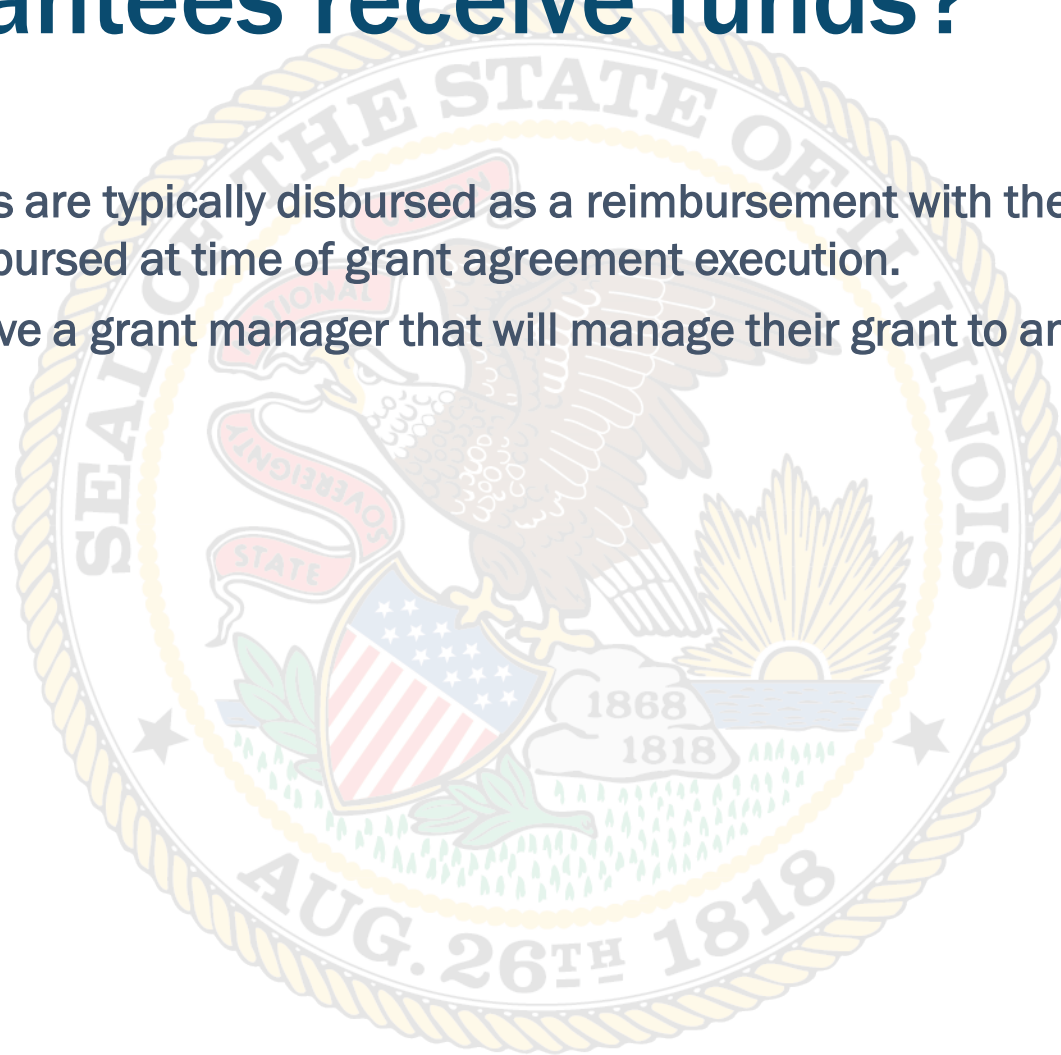 antees receive funds?
s are typically disbursed as a reimbursement with the
bursed at time of grant agreement execution.
ve a grant manager that will manage their grant to an
SEAL OF THE STATE OF ILLINOIS
NATIONAL
UNION
STATE
SOVEREIGNTY
1868
1818
AUG. 26TH 1818